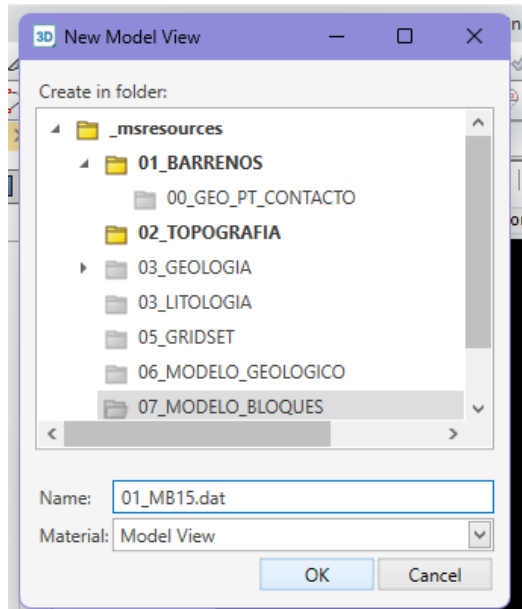 3D New Model View
Create in folder:
_msresources
01_BARRENOS
00_GEO_PT_CONTACTO
02_TOPOGRAFIA
03_GEOLOGIA
03_LITOLOGIA
05_GRIDSET
06_MODELO_GEOLOGICO
07_MODELO_BLOQUES
Name: 01_MB15.dat
Material: Model View
OK Cancel